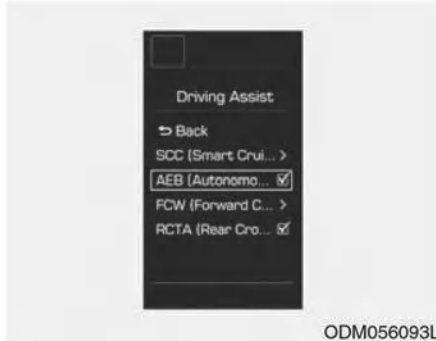 Driving Assist
Back
SCC (Smart Crui... >
AEB (Autonomo... ☑
FCW (Forward C... >
RCTA (Rear Cro... ☑
ODM056093L